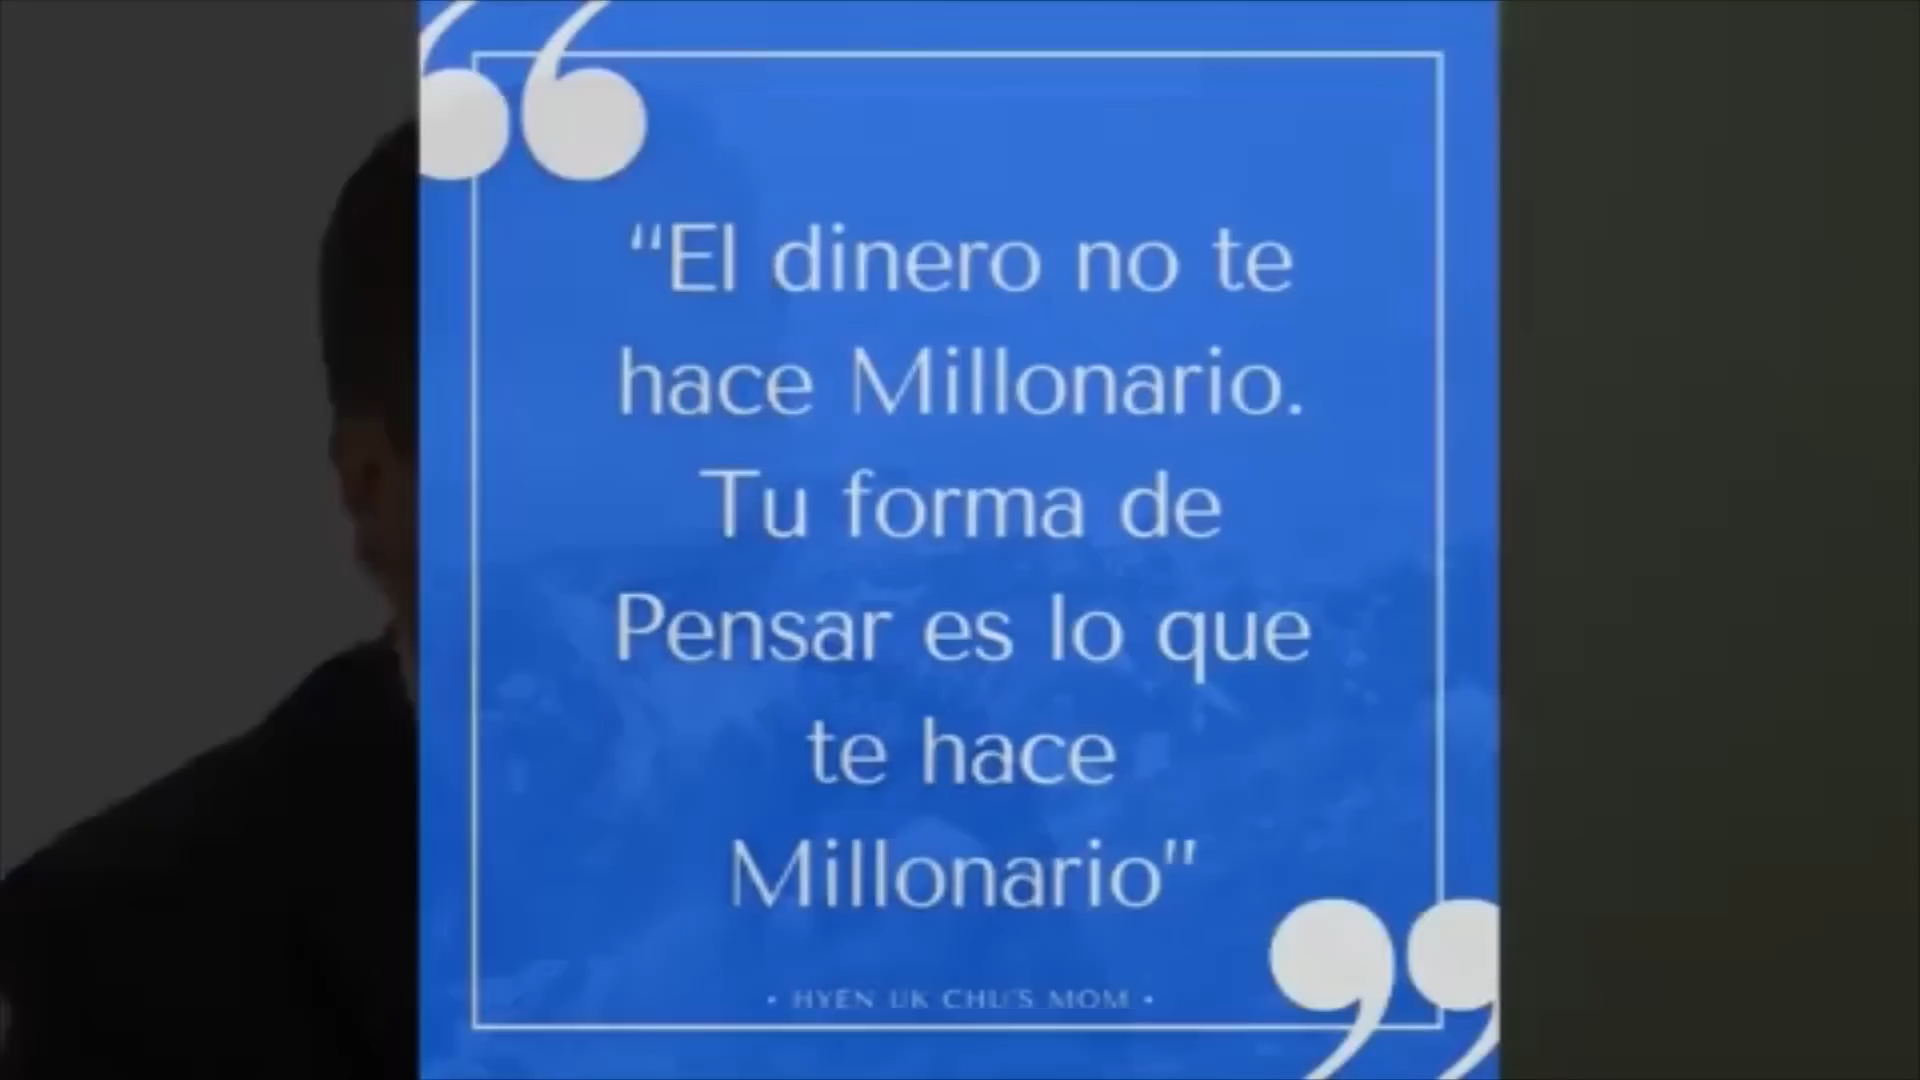 “El dinero no te
hace Millonario.
Tu forma de
Pensar es lo que
te hace
Millonario”
• HYEN UK CHU'S MOM •